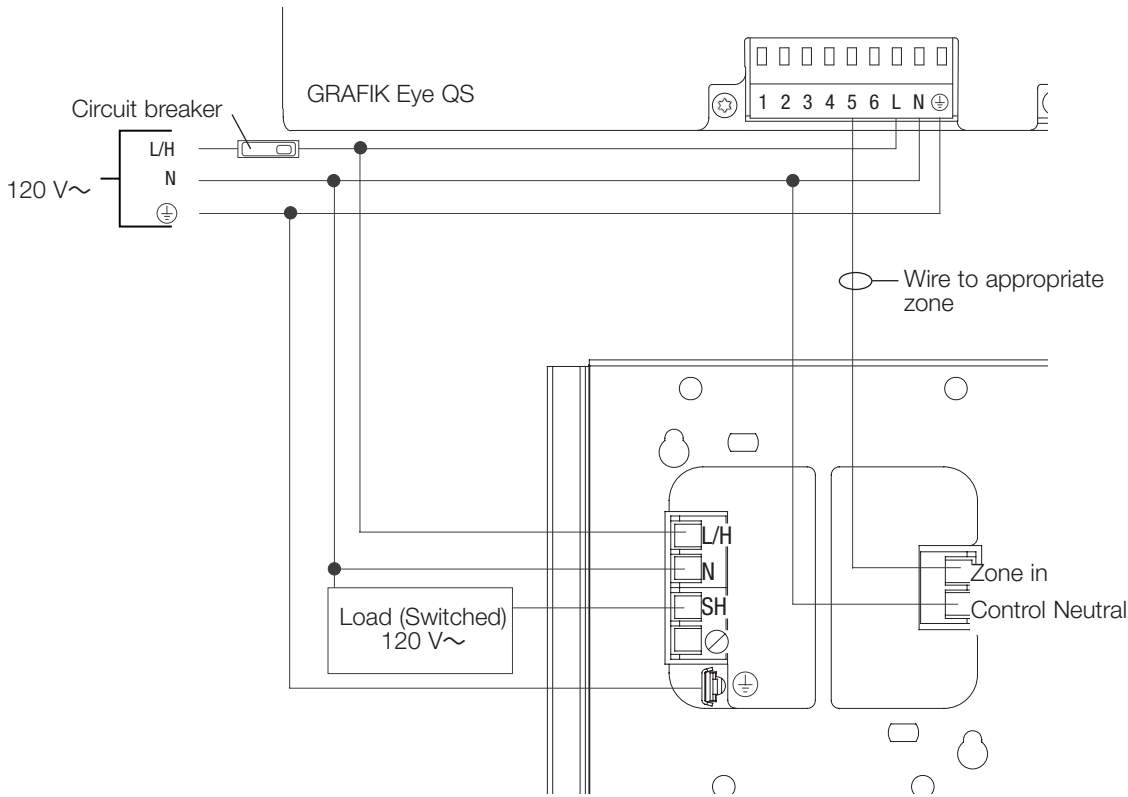 GRAFIK Eye QS
1 2 3 4 5 6 L N
Circuit breaker
L/H
N
120 V~
Wire to appropriate
zone
L/H
N
SH
Load (Switched)
120 V~
Zone in
Control Neutral